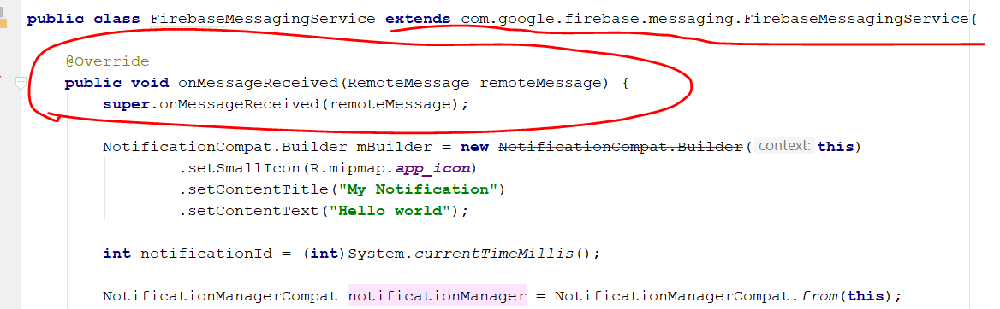 public class FirebaseMessagingService extends com.google.firebase.messaging.FirebaseMessagingService{
@Override
public void onMessageReceived(RemoteMessage remoteMessage) {
super.onMessageReceived(remoteMessage);
NotificationCompat.Builder mBuilder = new NotificationCompat.Builder( context: this)
.setSmallIcon(R.mipmap.app_icon)
.setContentTitle("My Notification")
.setContentText("Hello world");
int notificationId = (int)System.currentTimeMillis();
NotificationManagerCompat notificationManager = NotificationManagerCompat.from(this);